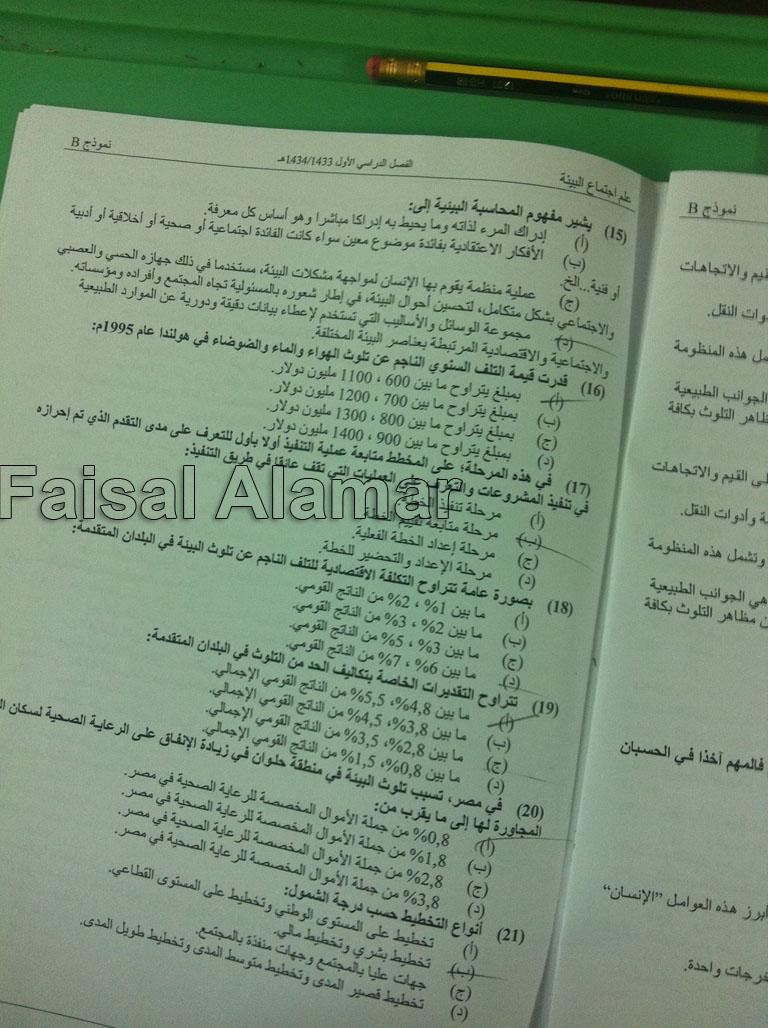 علم اجتماع البيئة
الفصل الدراسي الأول 1434/1433هـ
نموذج B
(15) يشير مفهوم المحاسبة البيئية إلى:
(أ) إدراك المرء لذاته وما يحيط به إدراكا مباشرا وهو أساس كل معرفة.
(ب) الأفكار الاعتقادية بفائدة موضوع معين سواء كانت الفائدة اجتماعية أو صحية أو أخلاقية أو أدبية
أو فنية...الخ.
(ج) عملية منظمة يقوم بها الإنسان لمواجهة مشكلات البيئة، مستخدما في ذلك جهازه الحسي والعصبي
والاجتماعي بشكل متكامل، لتحسين أحوال البيئة، في إطار شعوره بالمسئولية تجاه المجتمع وأفراده ومؤسساته.
(د) مجموعة الوسائل والأساليب التي تستخدم لإعطاء بيانات دقيقة ودورية عن الموارد الطبيعية
والاجتماعية والاقتصادية المرتبطة بعناصر البيئة المختلفة.
(16) قدرت قيمة التلف السنوي الناجم عن تلوث الهواء والماء والضوضاء في هولندا عام 1995م:
(أ) بمبلغ يتراوح ما بين 600 ، 1100 مليون دولار.
(ب) بمبلغ يتراوح ما بين 700 ، 1200 مليون دولار.
(ج) بمبلغ يتراوح ما بين 800 ، 1300 مليون دولار.
(د) بمبلغ يتراوح ما بين 900 ، 1400 مليون دولار.
(17) في هذه المرحلة؛ على المخطط متابعة عملية التنفيذ أولا بأول للتعرف على مدى التقدم الذي تم إحرازه
في تنفيذ المشروعات والتعرف على العمليات التي تقف عائقا في طريق التنفيذ:
(أ) مرحلة تنفيذ الخطة.
(ب) مرحلة متابعة تقييم الخطة.
(ج) مرحلة إعداد الخطة الفعلية.
(د) مرحلة الإعداد والتحضير للخطة.
(18) بصورة عامة تتراوح التكلفة الاقتصادية للتلف الناجم عن تلوث البيئة في البلدان المتقدمة:
(أ) ما بين 1% ، 2% من الناتج القومي.
(ب) ما بين 2% ، 3% من الناتج القومي.
(ج) ما بين 3% ، 5% من الناتج القومي.
(د) ما بين 6% ، 7% من الناتج القومي.
(19) تتراوح التقديرات الخاصة بتكاليف الحد من التلوث في البلدان المتقدمة:
(أ) ما بين 4,8%، 5,5% من الناتج القومي الإجمالي.
(ب) ما بين 3,8%، 4,5% من الناتج القومي الإجمالي.
(ج) ما بين 2,8%، 3,5% من الناتج القومي الإجمالي.
(د) ما بين 0,8%، 1,5% من الناتج القومي الإجمالي.
(20) في مصر، تسبب تلوث البيئة في منطقة حلوان في زيادة الإنفاق على الرعاية الصحية لسكان
المجاورة لها إلى ما يقرب من:
(أ) 0,8% من جملة الأموال المخصصة للرعاية الصحية في مصر.
(ب) 1,8% من جملة الأموال المخصصة للرعاية الصحية في مصر.
(ج) 2,8% من جملة الأموال المخصصة للرعاية الصحية في مصر.
(د) 3,8% من جملة الأموال المخصصة للرعاية الصحية في مصر.
(21) أنواع التخطيط حسب درجة الشمول:
(أ) تخطيط على المستوى الوطني وتخطيط على المستوى القطاعي.
(ب) تخطيط بشري وتخطيط مالي.
(ج) جهات عليا بالمجتمع وجهات منفذة بالمجتمع.
(د) تخطيط قصير المدى وتخطيط متوسط المدى وتخطيط طويل المدى.
Faisal Alamar
نموذج B
القيم والاتجاهات
وأدوات النقل.
هذه المنظومة
الجوانب الطبيعية
مظاهر التلوث بكافة
القيم والاتجاهات
وأدوات النقل.
وتشمل هذه المنظومة
هي الجوانب الطبيعية
مظاهر التلوث بكافة
فالمهم آخذا في الحسبان
أبرز هذه العوامل "الإنسان"
واحدة.